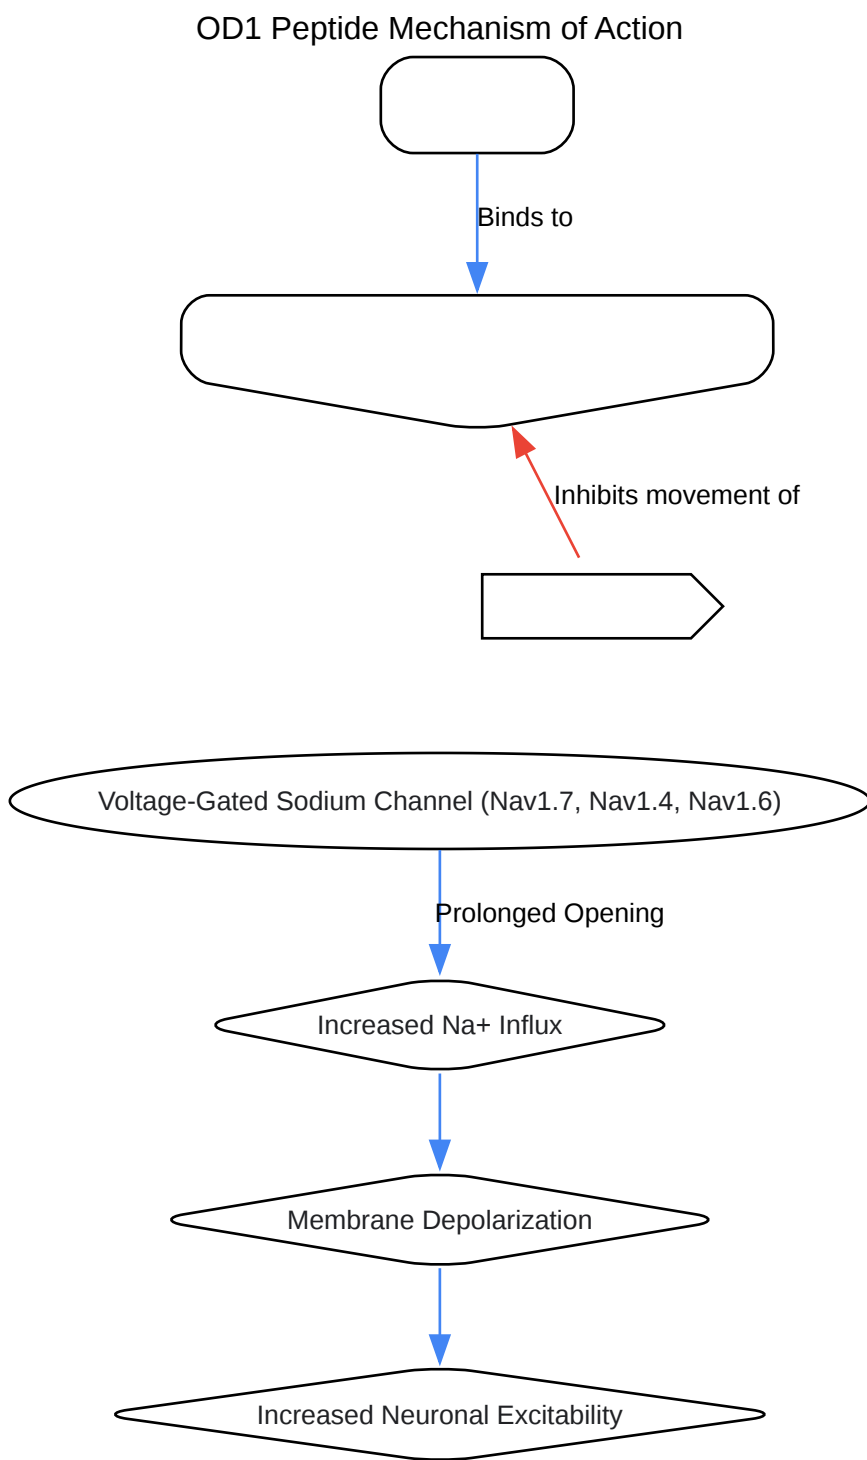 OD1 Peptide Mechanism of Action
Binds to
Inhibits movement of
Voltage-Gated Sodium Channel (Nav1.7, Nav1.4, Nav1.6)
Prolonged Opening
Increased Na+ Influx
Membrane Depolarization
Increased Neuronal Excitability